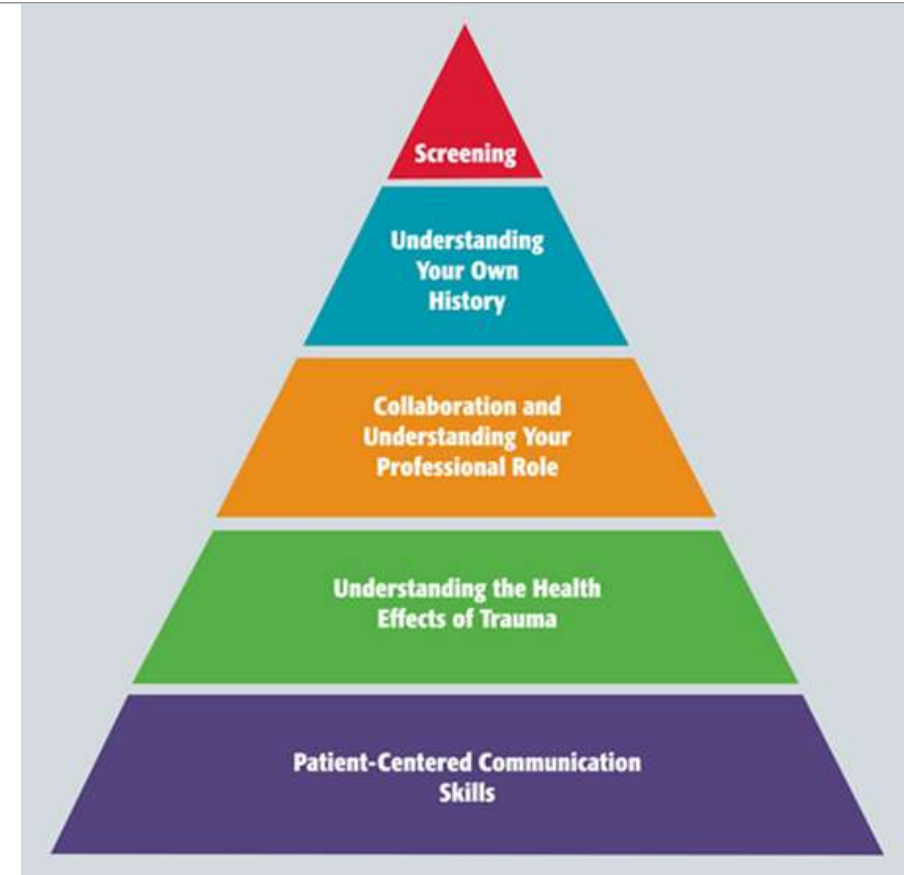 Screening
Understanding
Your Own
History
Collaboration and
Understanding Your
Professional Role
Understanding the Health
Effects of Trauma
Patient-Centered Communication
Skills